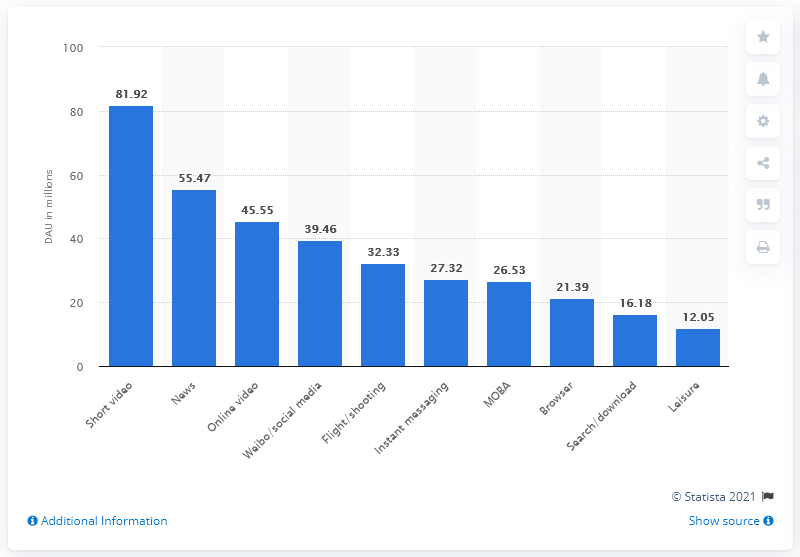 100
80
60
40
20
0
DAU in millions
81.92
55.47
45.55
39.46
32.33
27.32
26.53
21.39
16.18
12.05
Short video
News
Online video
Weibo/social media
Flight/shooting
Instant messaging
MOBA
Browser
Search/download
Leisure
© Statista 2021
Additional Information
Show source